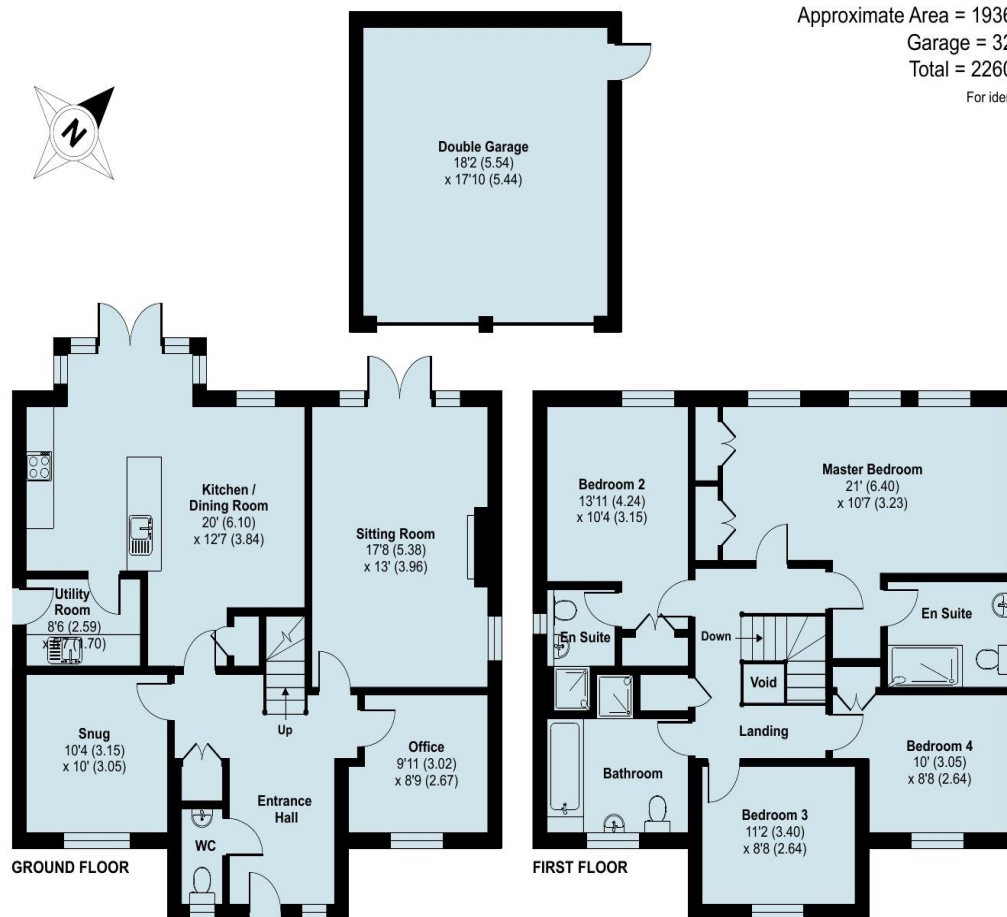 Approximate Area = 1936
Garage = 32
Total = 2260
For iden
N
Double Garage
18'2 (5.54)
x 17'10 (5.44)
Kitchen /
Dining Room
20' (6.10)
x 12'7 (3.84)
Sitting Room
17'8 (5.38)
x 13' (3.96)
Utility
Room
8'6 (2.59)
Snug
10'4 (3.15)
x 10' (3.05)
Up
Office
9'11 (3.02)
x 8'9 (2.67)
Entrance
Hall
WC
GROUND FLOOR
Bedroom 2
13'11 (4.24)
x 10'4 (3.15)
Master Bedroom
21' (6.40)
x 10'7 (3.23)
En Suite
Down
En Suite
Void
Landing
Bathroom
Bedroom 4
10' (3.05)
x 8'8 (2.64)
Bedroom 3
11'2 (3.40)
x 8'8 (2.64)
FIRST FLOOR